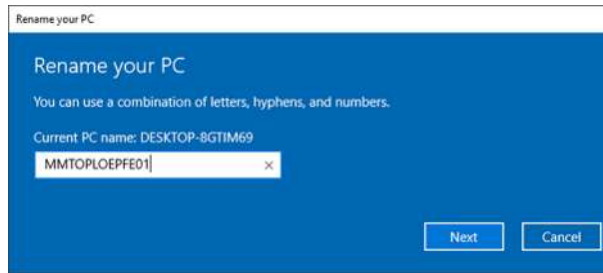 Rename your PC
Rename your PC
You can use a combination of letters, hyphens, and numbers.
Current PC name: DESKTOP-8GTIM69
MMTOPLOEPFE01
Next Cancel